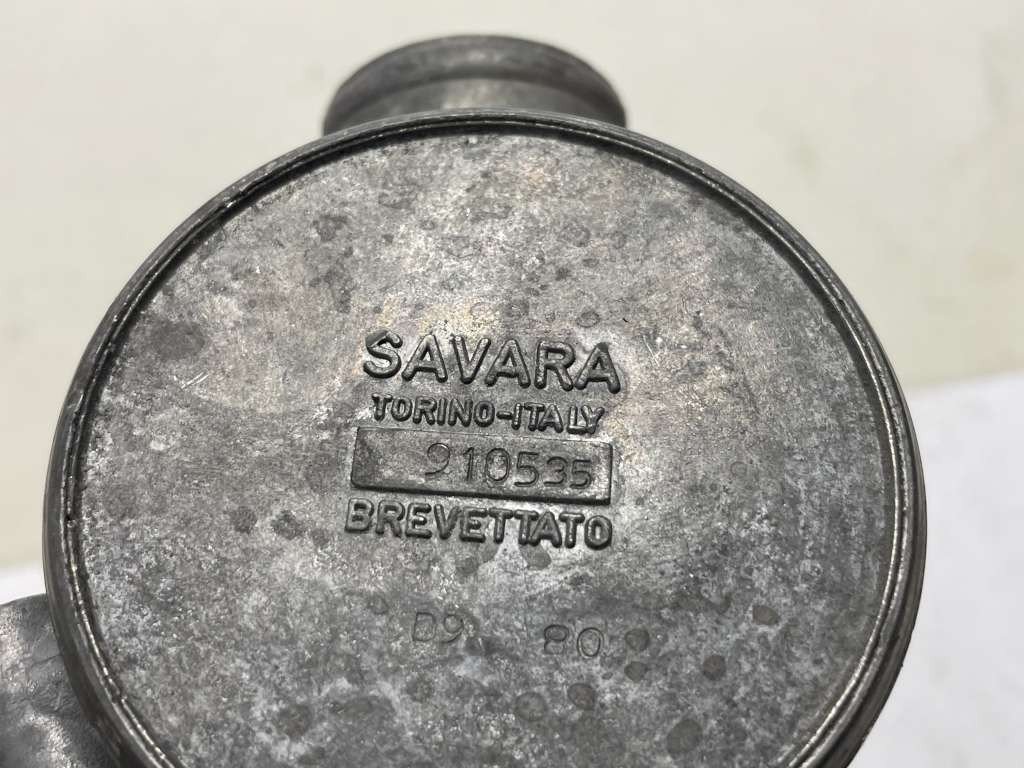 SAVARA
TORINO-ITALY
910535
BREVETTATO
D9 80